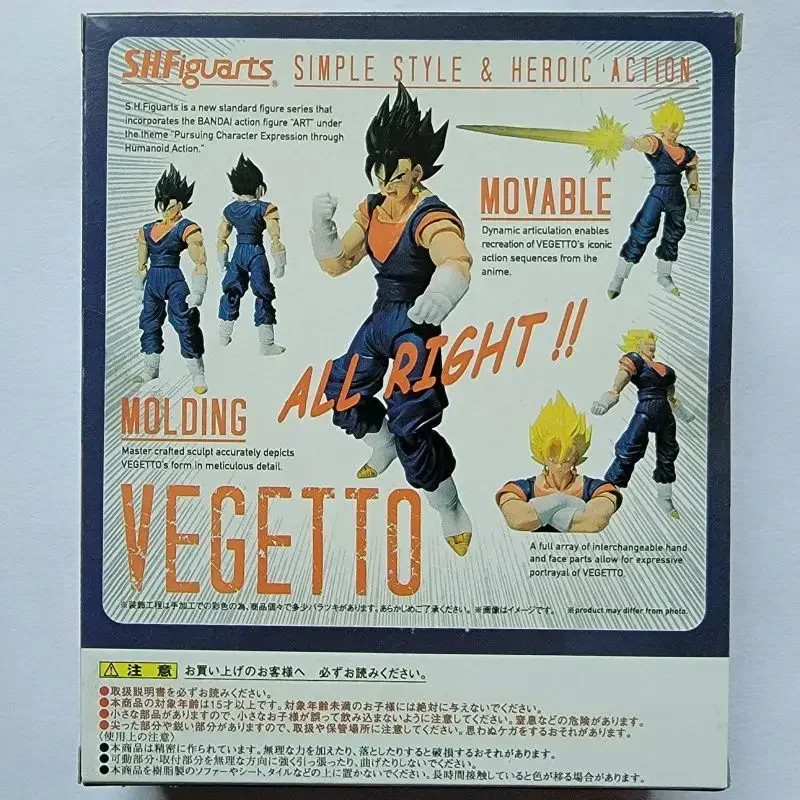 S.H.Figuarts® SIMPLE STYLE & HEROIC ACTION.
S.H.Figuarts is a new standard figure series that
incorporates the BANDAI action figure "ART" under
the theme "Pursuing Character Expression through
Humanoid Action."
MOVABLE
Dynamic articulation enables
recreation of VEGETTO's iconic
action sequences from the
anime.
ALL RIGHT!!
MOLDING
Master crafted sculpt accurately depicts
VEGETTO's form in meticulous detail.
VEGETTO
A full array of interchangeable hand
and face parts allow for expressive
portrayal of VEGETTO.
※装飾工程は手加工での彩色の為、商品個々で多少バラツキがあります。あらかじめご了承ください。 ※画像はイメージです。 ※product may differ from photo.
注意 お買い上げのお客様へ 必ずお読みください。
●取扱説明書を必ずお読みください。
●本商品の対象年齢は15才以上です。対象年齢未満のお子様には絶対に与えないでください。
●小さな部品がありますので、小さなお子様が誤って飲み込まないように注意してください。窒息などの危険があります。
●尖った部分や鋭い部分がありますので、取扱や保管場所に注意してください。思わぬケガをするおそれがあります。
〈使用上の注意〉
●本商品は精密に作られています。無理な力を加えたり、落としたりすると破損するおそれがあります。
●可動部分・取付部分を無理な方向に強く引っ張ったり、曲げたりしないでください。
●本商品を樹脂製のソファーやシート、タイルなどの上に置かないでください。長時間接触していると色が移る場合があります。